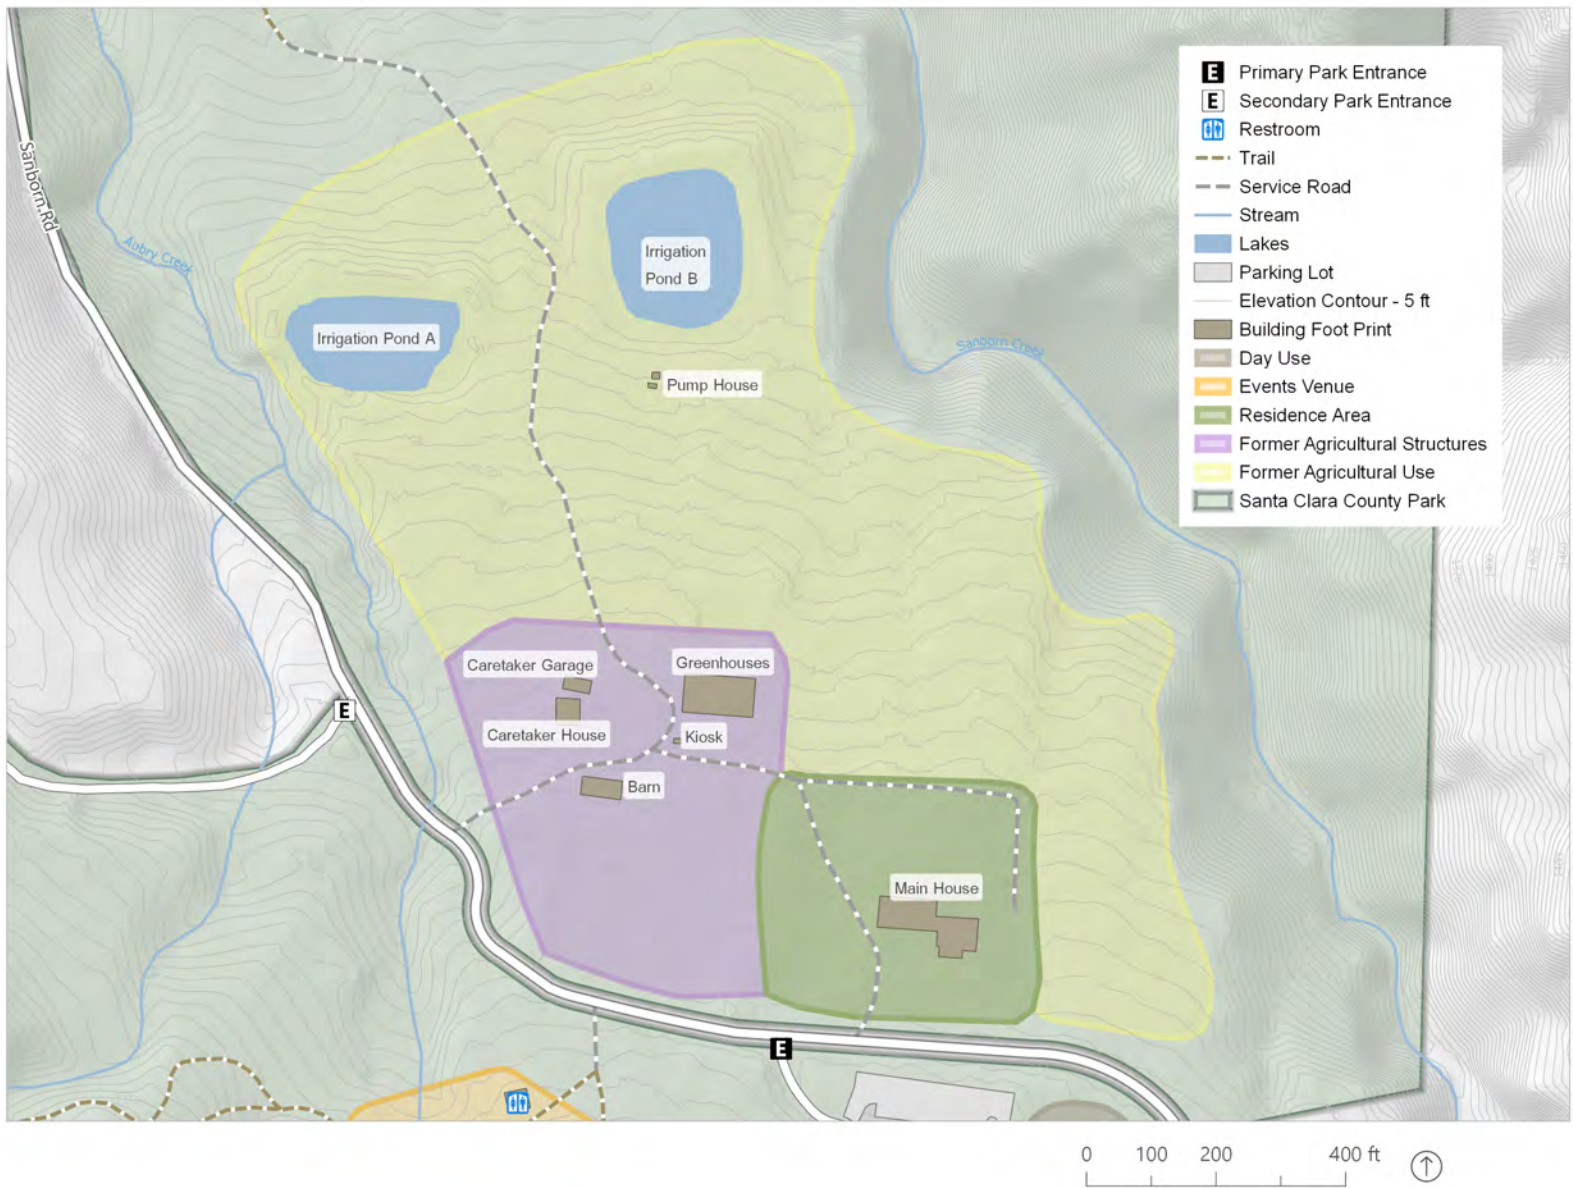 E Primary Park Entrance
E Secondary Park Entrance
Restroom
Trail
Service Road
Stream
Lakes
Parking Lot
Elevation Contour - 5 ft
Building Foot Print
Day Use
Events Venue
Residence Area
Former Agricultural Structures
Former Agricultural Use
Santa Clara County Park
Sanborn Rd
Aubry Creek
Irrigation
Pond B
Irrigation Pond A
Sanborn Creek
Pump House
Caretaker Garage
Greenhouses
E
Caretaker House
Kiosk
Barn
Main House
E
0 100 200 400 ft